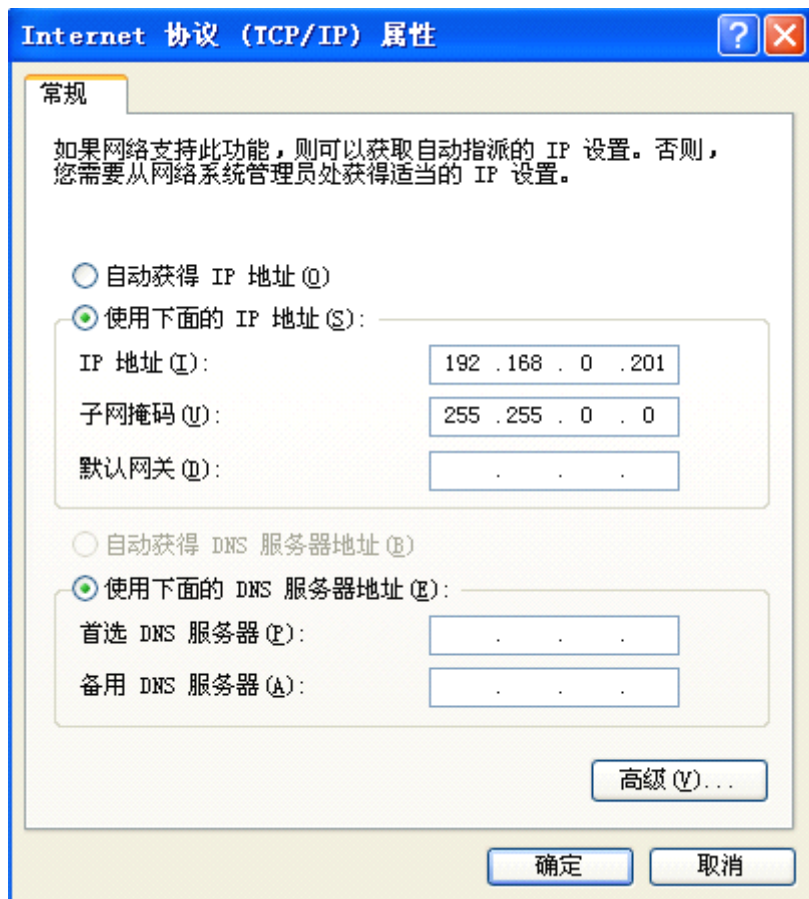 Internet 协议 (TCP/IP) 属性
常规
如果网络支持此功能，则可以获取自动指派的 IP 设置。否则，
您需要从网络系统管理员处获得适当的 IP 设置。
自动获得 IP 地址(O)
使用下面的 IP 地址(S):
IP 地址(I): 192 .168 . 0 .201
子网掩码(U): 255 .255 . 0 . 0
默认网关(D): . . .
自动获得 DNS 服务器地址(B)
使用下面的 DNS 服务器地址(E):
首选 DNS 服务器(P): . . .
备用 DNS 服务器(A): . . .
高级(V)...
确定 取消